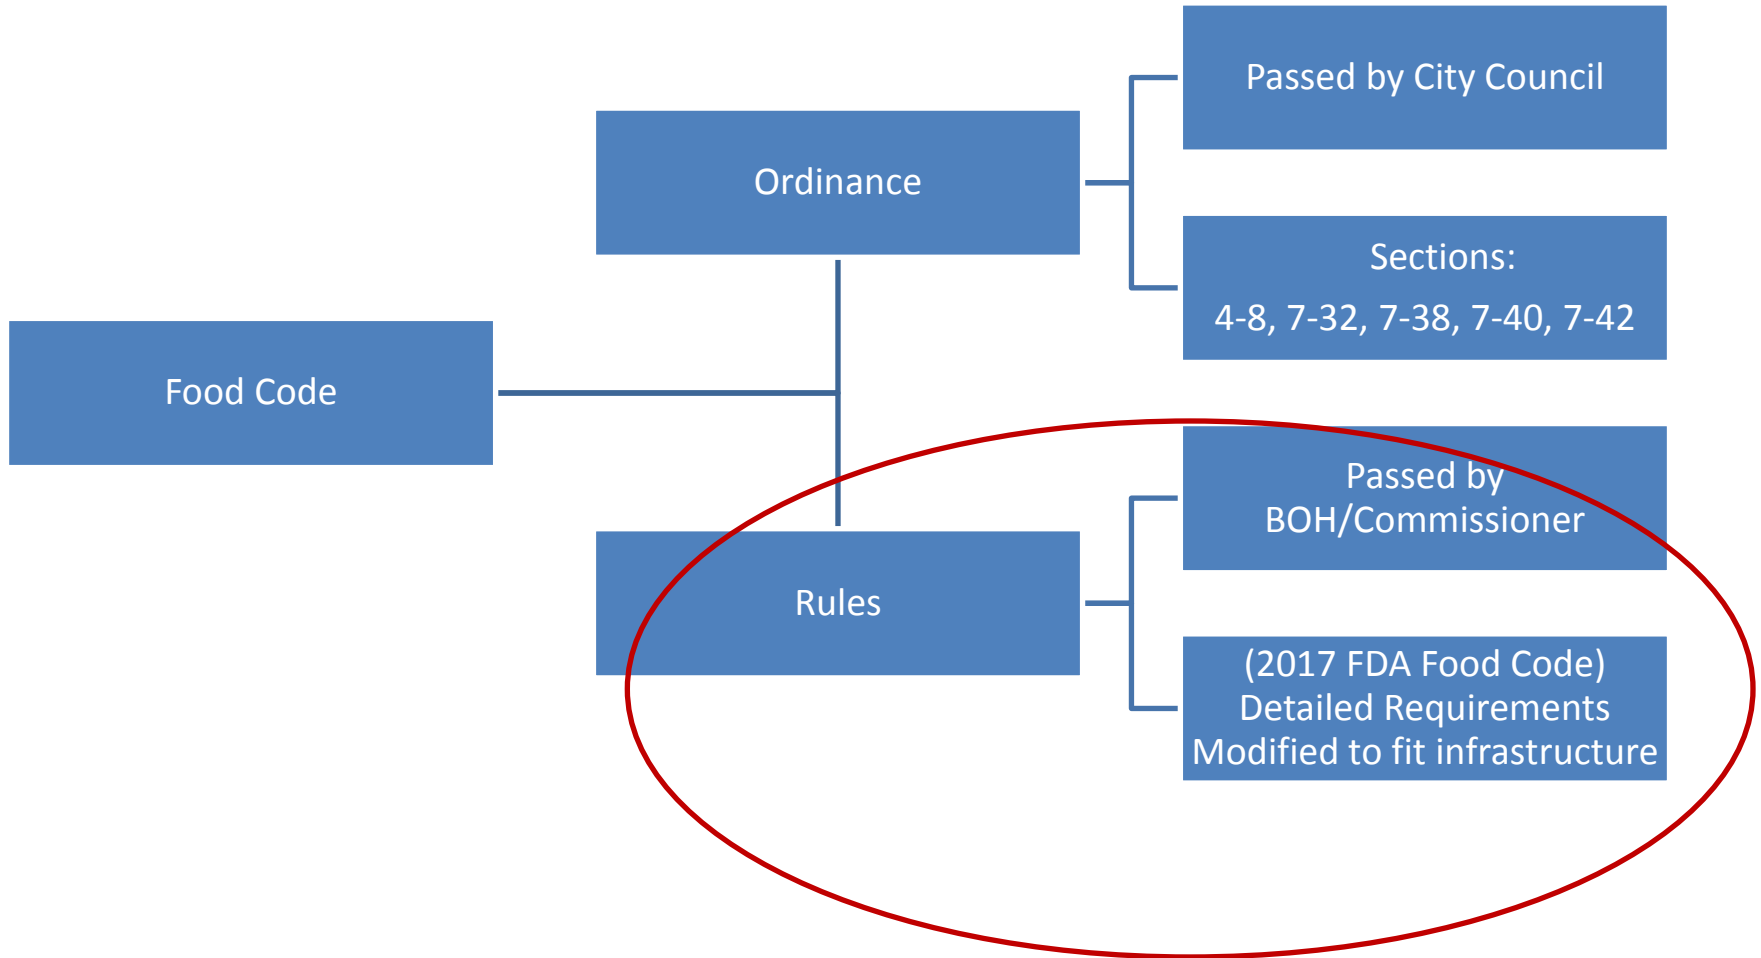 Passed by City Council
Ordinance
Sections:
4-8, 7-32, 7-38, 7-40, 7-42
Food Code
Passed by
BOH/Commissioner
Rules
(2017 FDA Food Code)
Detailed Requirements
Modified to fit infrastructure